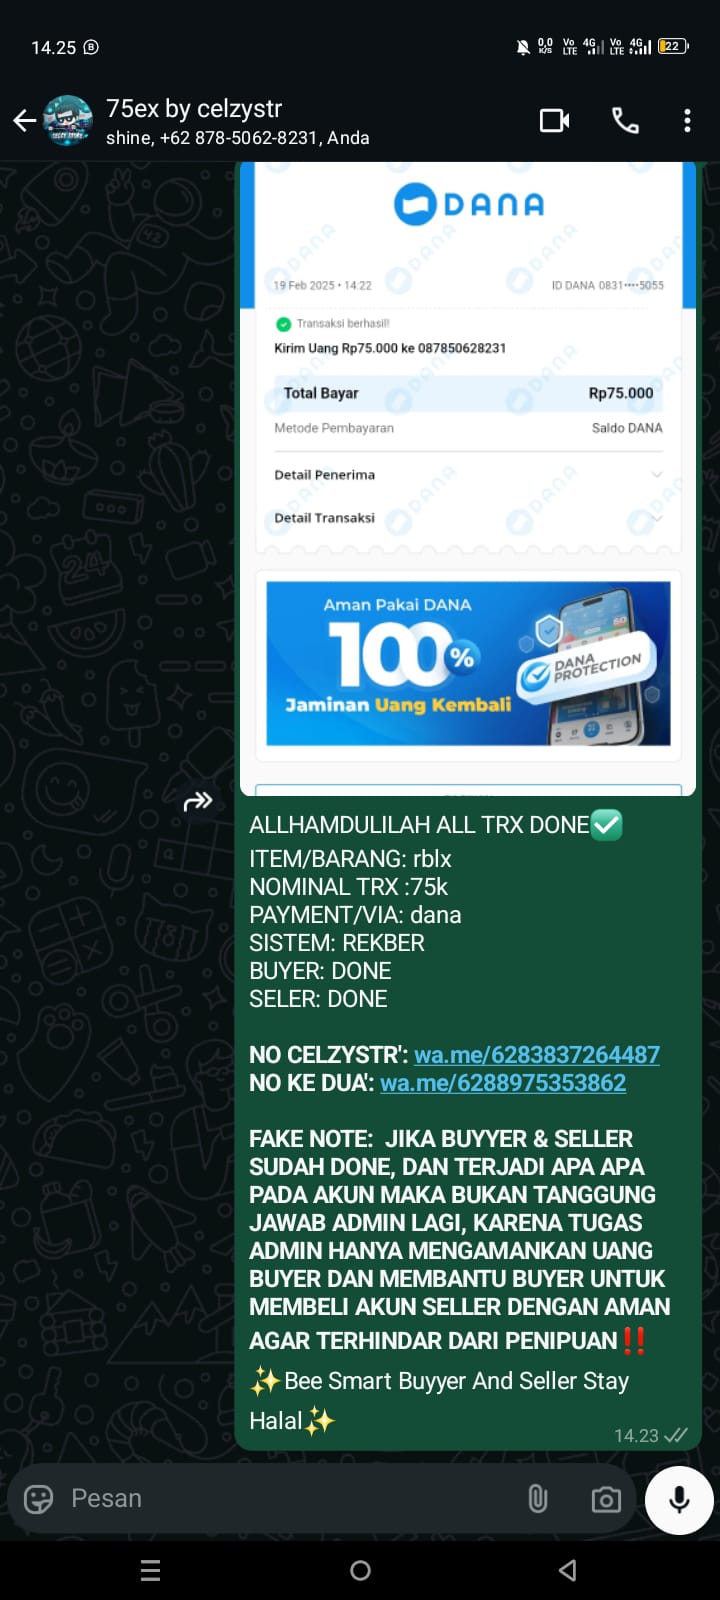 14.25
0,0 K/S Vo LTE 4G Vo LTE 4G 22
75ex by celzystr
shine, +62 878-5062-8231, Anda
DANA
19 Feb 2025 • 14:22 ID DANA 0831••••5055
Transaksi berhasil!
Kirim Uang Rp75.000 ke 087850628231
Total Bayar Rp75.000
Metode Pembayaran Saldo DANA
Detail Penerima
Detail Transaksi
Aman Pakai DANA
100%
Jaminan Uang Kembali
DANA
PROTECTION
ALLHAMDULILAH ALL TRX DONE✅
ITEM/BARANG: rblx
NOMINAL TRX :75k
PAYMENT/VIA: dana
SISTEM: REKBER
BUYER: DONE
SELER: DONE
NO CELZYSTR': wa.me/6283837264487
NO KE DUA': wa.me/6288975353862
FAKE NOTE: JIKA BUYYER & SELLER
SUDAH DONE, DAN TERJADI APA APA
PADA AKUN MAKA BUKAN TANGGUNG
JAWAB ADMIN LAGI, KARENA TUGAS
ADMIN HANYA MENGAMANKAN UANG
BUYER DAN MEMBANTU BUYER UNTUK
MEMBELI AKUN SELLER DENGAN AMAN
AGAR TERHINDAR DARI PENIPUAN‼️
✨Bee Smart Buyyer And Seller Stay
Halal✨
14.23
Pesan